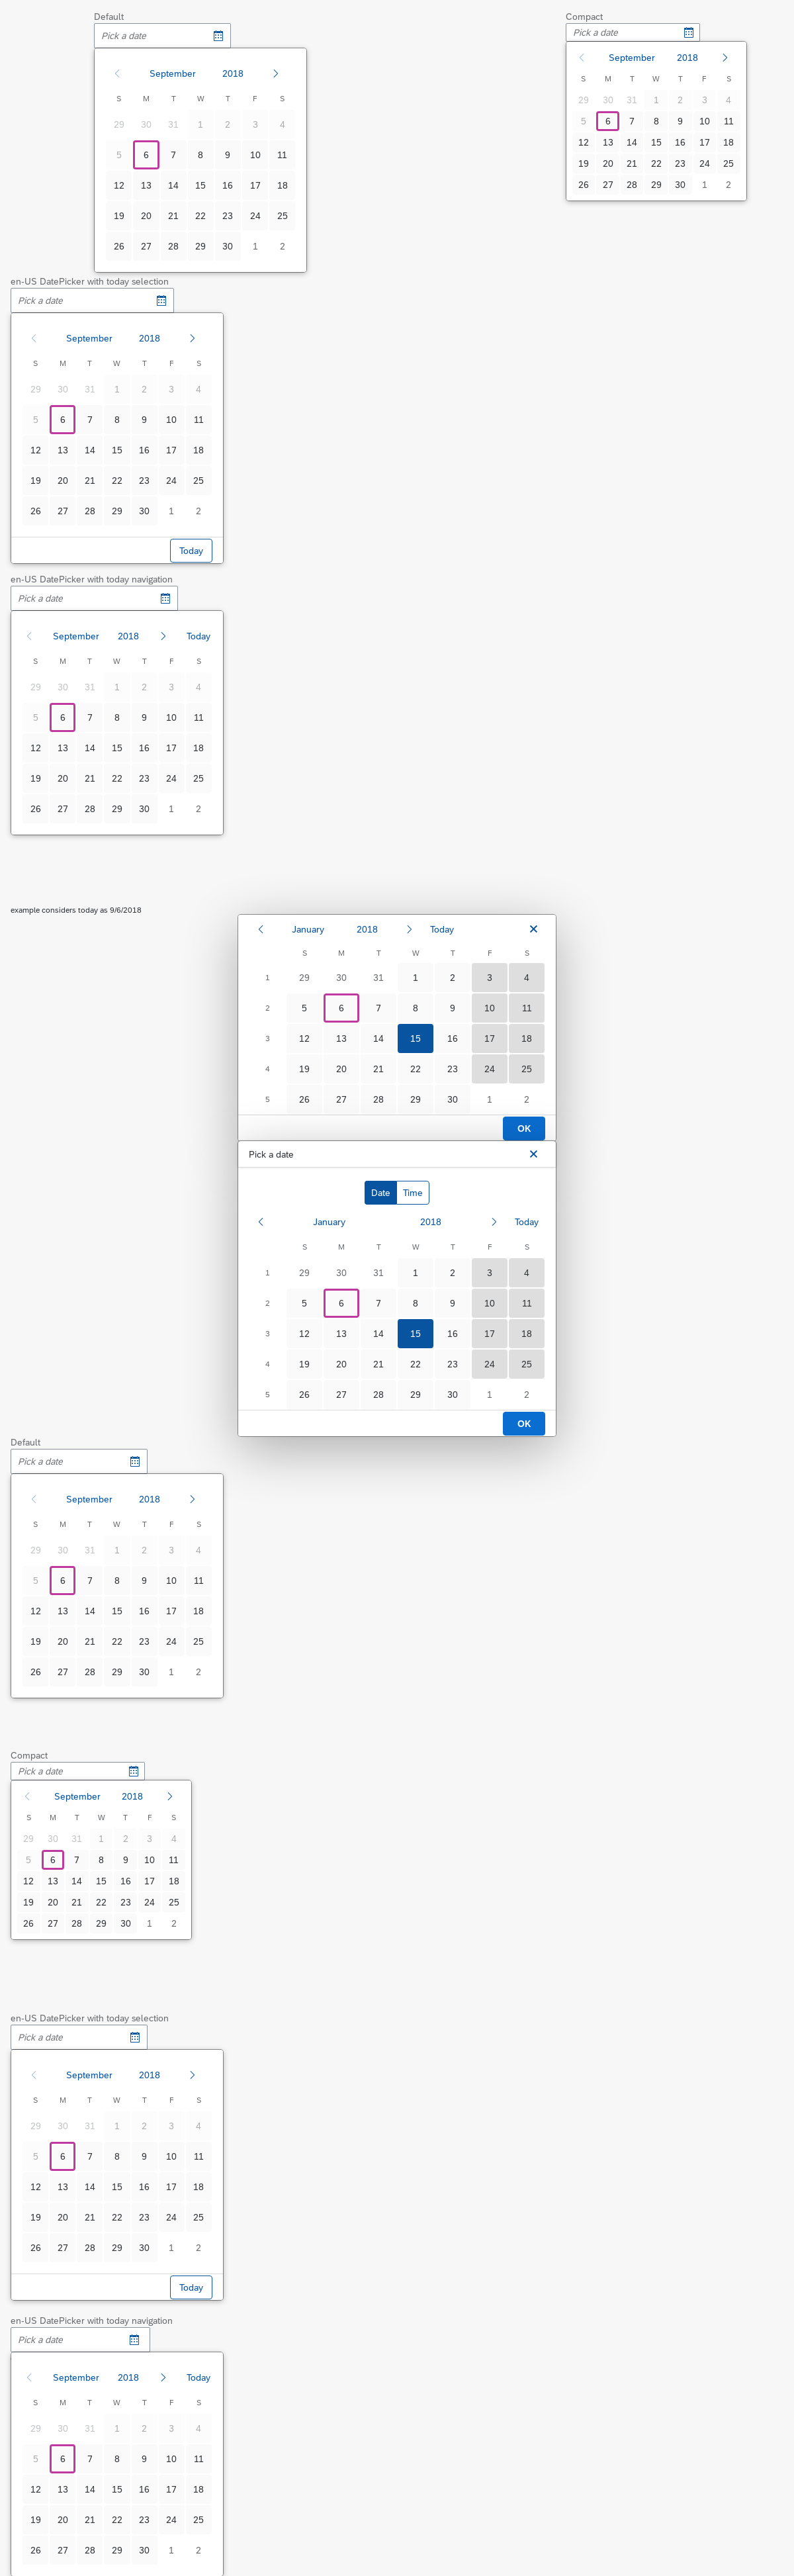 Default
Pick a date
September 2018
S M T W T F S
29 30 31 1 2 3 4
5 6 7 8 9 10 11
12 13 14 15 16 17 18
19 20 21 22 23 24 25
26 27 28 29 30 1 2
Compact
Pick a date
September 2018
S M T W T F S
29 30 31 1 2 3 4
5 6 7 8 9 10 11
12 13 14 15 16 17 18
19 20 21 22 23 24 25
26 27 28 29 30 1 2
en-US DatePicker with today selection
Pick a date
September 2018
S M T W T F S
29 30 31 1 2 3 4
5 6 7 8 9 10 11
12 13 14 15 16 17 18
19 20 21 22 23 24 25
26 27 28 29 30 1 2
Today
en-US DatePicker with today navigation
Pick a date
September 2018 Today
S M T W T F S
29 30 31 1 2 3 4
5 6 7 8 9 10 11
12 13 14 15 16 17 18
19 20 21 22 23 24 25
26 27 28 29 30 1 2
example considers today as 9/6/2018
January 2018 Today
S M T W T F S
1 29 30 31 1 2 3 4
2 5 6 7 8 9 10 11
3 12 13 14 15 16 17 18
4 19 20 21 22 23 24 25
5 26 27 28 29 30 1 2
OK
Pick a date
Date Time
January 2018 Today
S M T W T F S
1 29 30 31 1 2 3 4
2 5 6 7 8 9 10 11
3 12 13 14 15 16 17 18
4 19 20 21 22 23 24 25
5 26 27 28 29 30 1 2
OK
Default
Pick a date
September 2018
S M T W T F S
29 30 31 1 2 3 4
5 6 7 8 9 10 11
12 13 14 15 16 17 18
19 20 21 22 23 24 25
26 27 28 29 30 1 2
Compact
Pick a date
September 2018
S M T W T F S
29 30 31 1 2 3 4
5 6 7 8 9 10 11
12 13 14 15 16 17 18
19 20 21 22 23 24 25
26 27 28 29 30 1 2
en-US DatePicker with today selection
Pick a date
September 2018
S M T W T F S
29 30 31 1 2 3 4
5 6 7 8 9 10 11
12 13 14 15 16 17 18
19 20 21 22 23 24 25
26 27 28 29 30 1 2
Today
en-US DatePicker with today navigation
Pick a date
September 2018 Today
S M T W T F S
29 30 31 1 2 3 4
5 6 7 8 9 10 11
12 13 14 15 16 17 18
19 20 21 22 23 24 25
26 27 28 29 30 1 2